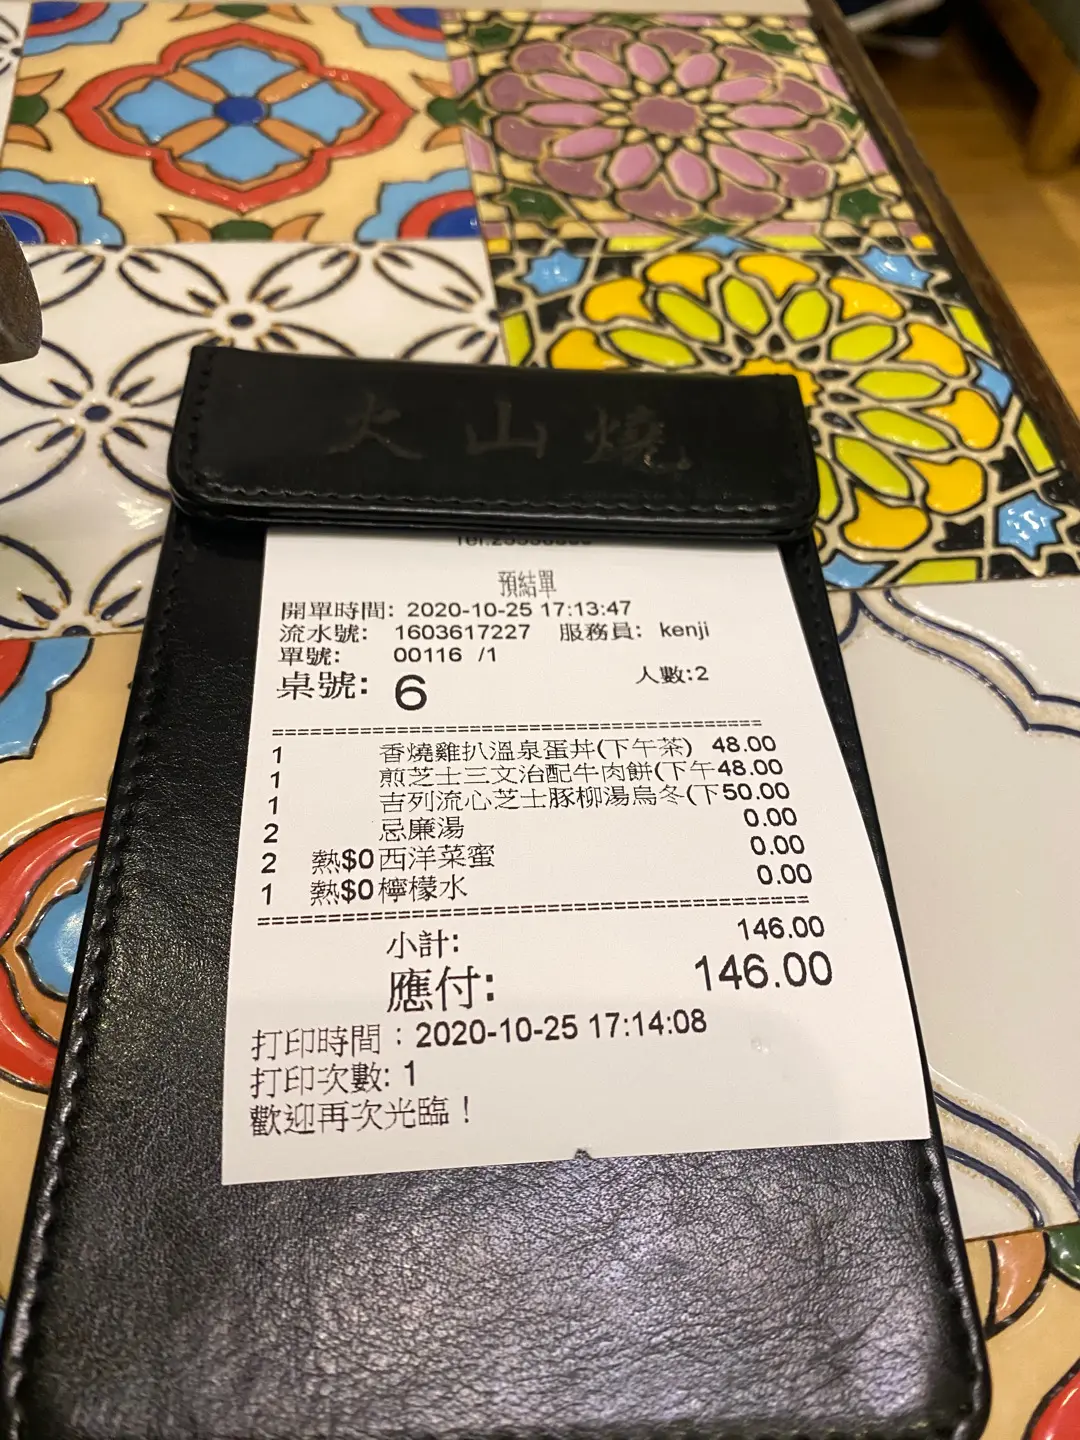 火山燒
預結單
開單時間: 2020-10-25 17:13:47
流水號: 1603617227 服務員: kenji
單號: 00116 /1
桌號: 6 人數:2
1 香燒雞扒溫泉蛋丼(下午茶) 48.00
1 煎芝士三文治配牛肉餅(下午 48.00
1 吉列流心芝士豚柳湯烏冬(下 50.00
2 忌廉湯 0.00
2 熱$0 西洋菜蜜 0.00
1 熱$0 檸檬水 0.00
小計: 146.00
應付: 146.00
打印時間：2020-10-25 17:14:08
打印次數: 1
歡迎再次光臨！